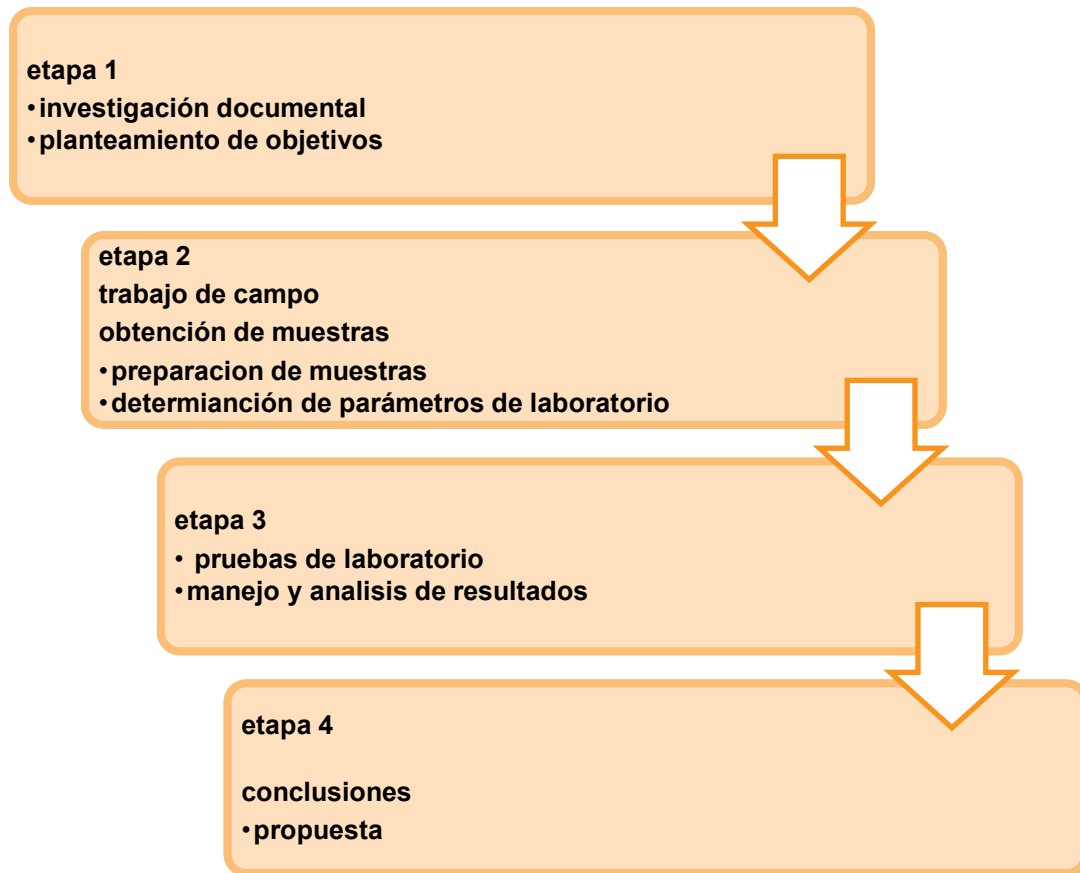 etapa 1
•investigación documental
•planteamiento de objetivos
etapa 2
trabajo de campo
obtención de muestras
•preparacion de muestras
•determianción de parámetros de laboratorio
etapa 3
• pruebas de laboratorio
•manejo y analisis de resultados
etapa 4
conclusiones
•propuesta